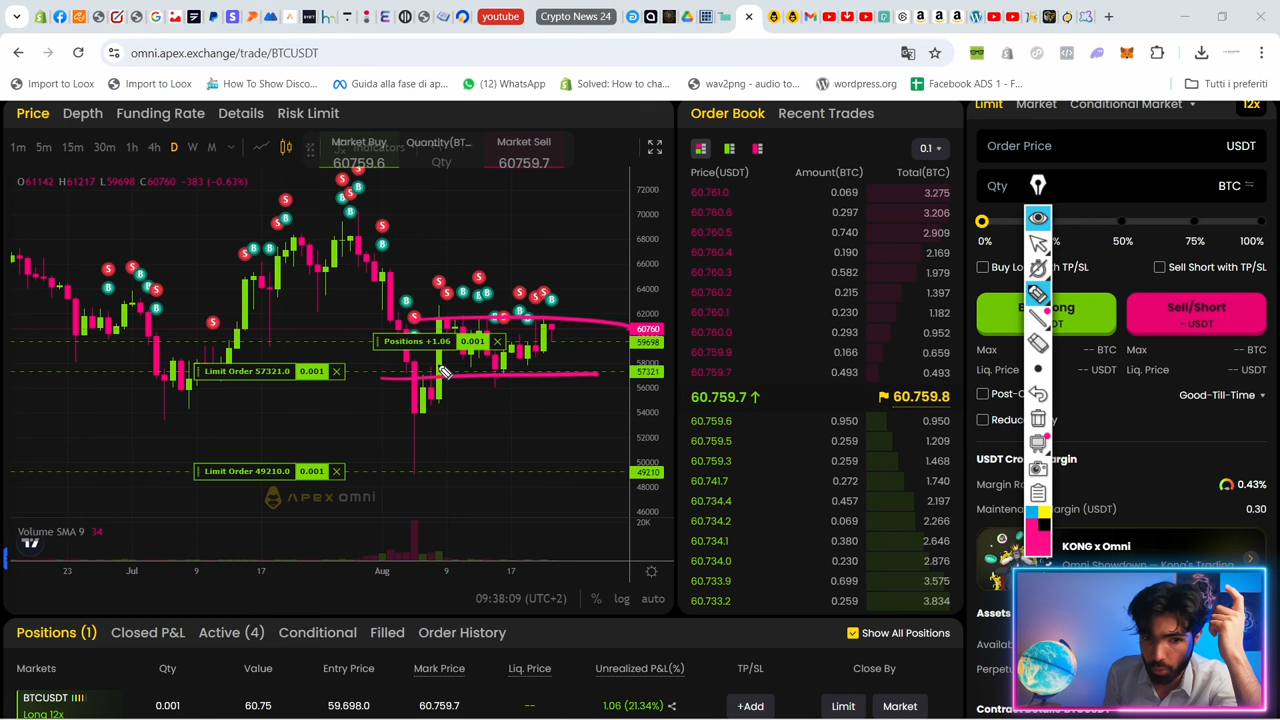 youtube
Crypto News 24
omni.apex.exchange/trade/BTCUSDT
Import to Loox
Import to Loox
How To Show Disco...
Guida alla fase di ap...
(12) WhatsApp
Solved: How to cha...
wav2png - audio to...
wordpress.org
Facebook ADS 1 - F...
Tutti i preferiti
Price Depth Funding Rate Details Risk Limit
1m 5m 15m 30m 1h 4h D W M
Indicators
Market Buy
60759.6
Quantity(BT...
Qty
Market Sell
60759.7
O61142 H61217 L59698 C60760 -383 (-0.63%)
72000
70000
68000
66000
64000
62000
60760
59698
58000
57321
56000
54000
52000
50000
49210
48000
46000
20K
Positions +1.06 0.001
Limit Order 57321.0 0.001
Limit Order 49210.0 0.001
APEX omni
Volume SMA 9 34
23 Jul 9 17 Aug 9 17
09:38:09 (UTC+2) % log auto
Order Book Recent Trades
0.1
Price(USDT) Amount(BTC) Total(BTC)
60.761.0 0.069 3.275
60.760.6 0.297 3.206
60.760.5 0.740 2.909
60.760.4 0.190 2.169
60.760.3 0.582 1.979
60.760.2 0.215 1.397
60.760.1 0.230 1.182
60.760.0 0.293 0.952
60.759.9 0.166 0.659
60.759.7 0.493 0.493
60.759.7↑ 60.759.8
60.759.6 0.950 0.950
60.759.5 0.259 1.209
60.759.3 0.259 1.468
60.741.7 0.272 1.740
60.734.4 0.457 2.197
60.734.2 0.069 2.266
60.734.1 0.380 2.646
60.734.0 0.230 2.876
60.733.9 0.699 3.575
60.733.2 0.259 3.834
Limit Market Conditional Market 12x
Order Price USDT
Qty BTC
0% 50% 75% 100%
Sell Short with TP/SL
Sell/Short
- USDT
Max -- BTC Max -- BTC
Liq. Price -- USDT Liq. Price -- USDT
Good-Till-Time
0.43%
0.30
KONG x Omni
Omni Showdown — Kong's Trading
Assets
Positions (1) Closed P&L Active (4) Conditional Filled Order History
Show All Positions
Markets Qty Value Entry Price Mark Price Liq. Price Unrealized P&L(%) TP/SL Close By
BTCUSDT
Long 12x
0.001 60.75 59.698.0 60.759.7 -- 1.06 (21.34%) +Add Limit Market